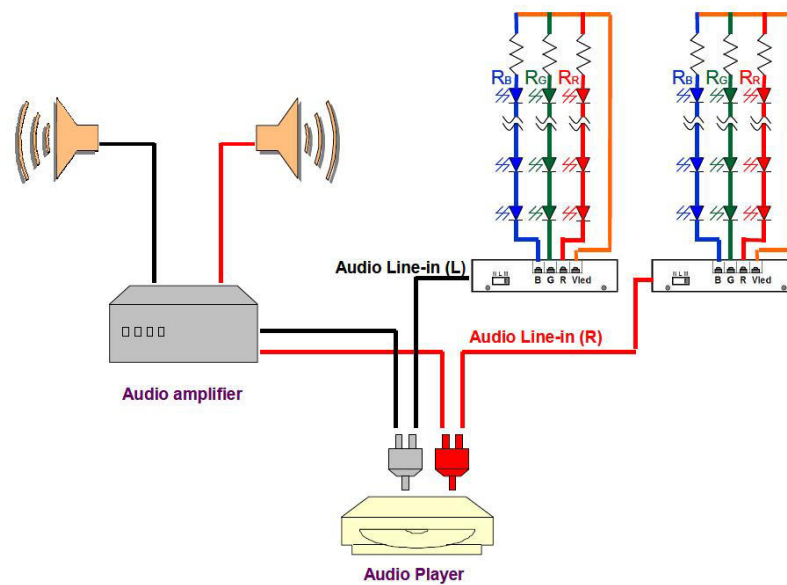 RB RG RR
RB RG RR
Audio Line-in (L)
N L M
B G R Vled
N L M
B G R Vled
Audio Line-in (R)
Audio amplifier
Audio Player